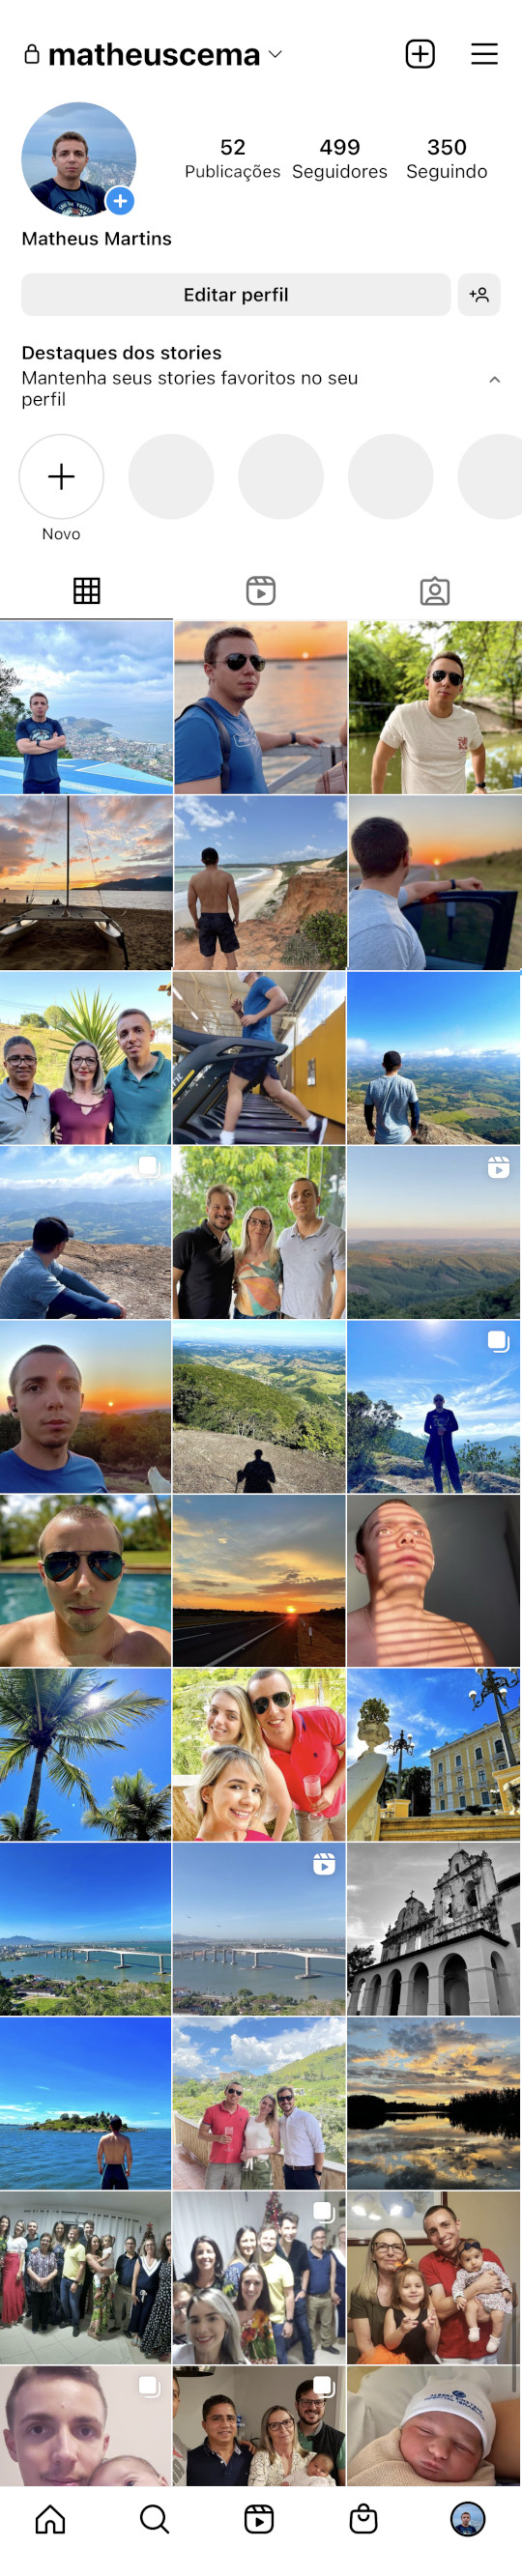 matheuscema
52 499 350
Publicações Seguidores Seguindo
Matheus Martins
Editar perfil
Destaques dos stories
Mantenha seus stories favoritos no seu
perfil
Novo